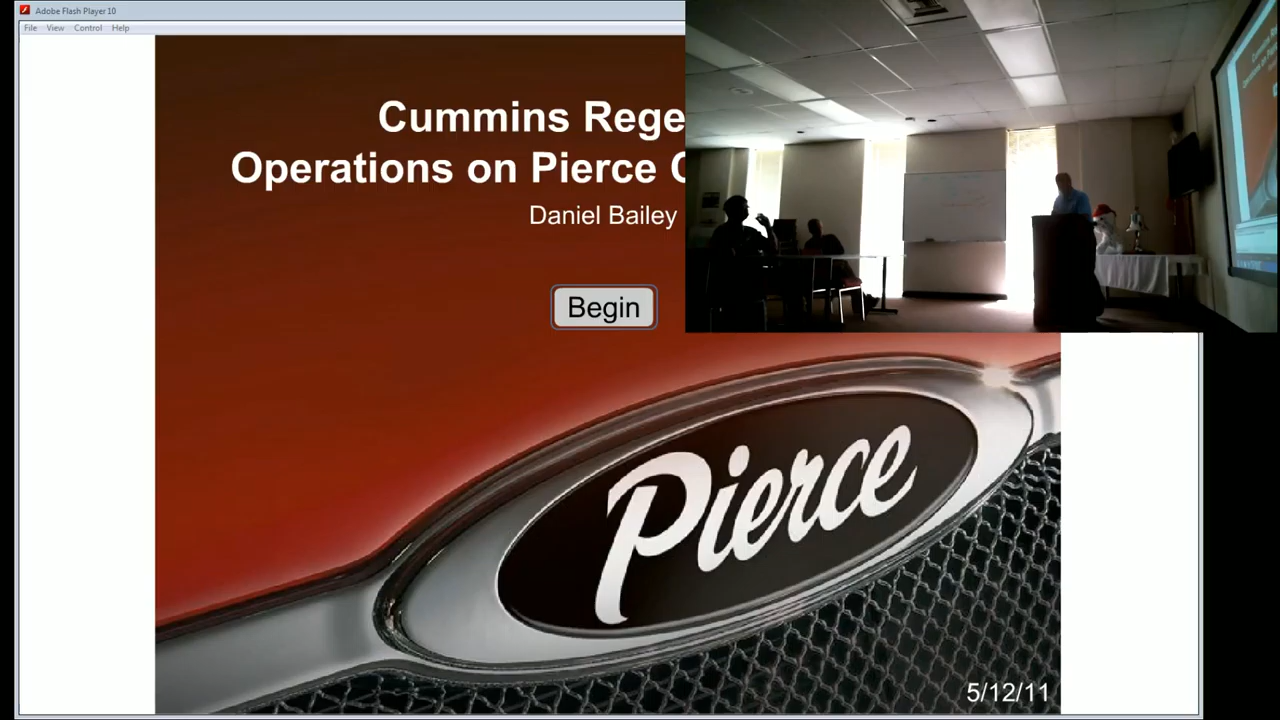 Adobe Flash Player 10
File View Control Help
Cummins Rege
Operations on Pierce
Daniel Bailey
Begin
Pierce
5/12/11